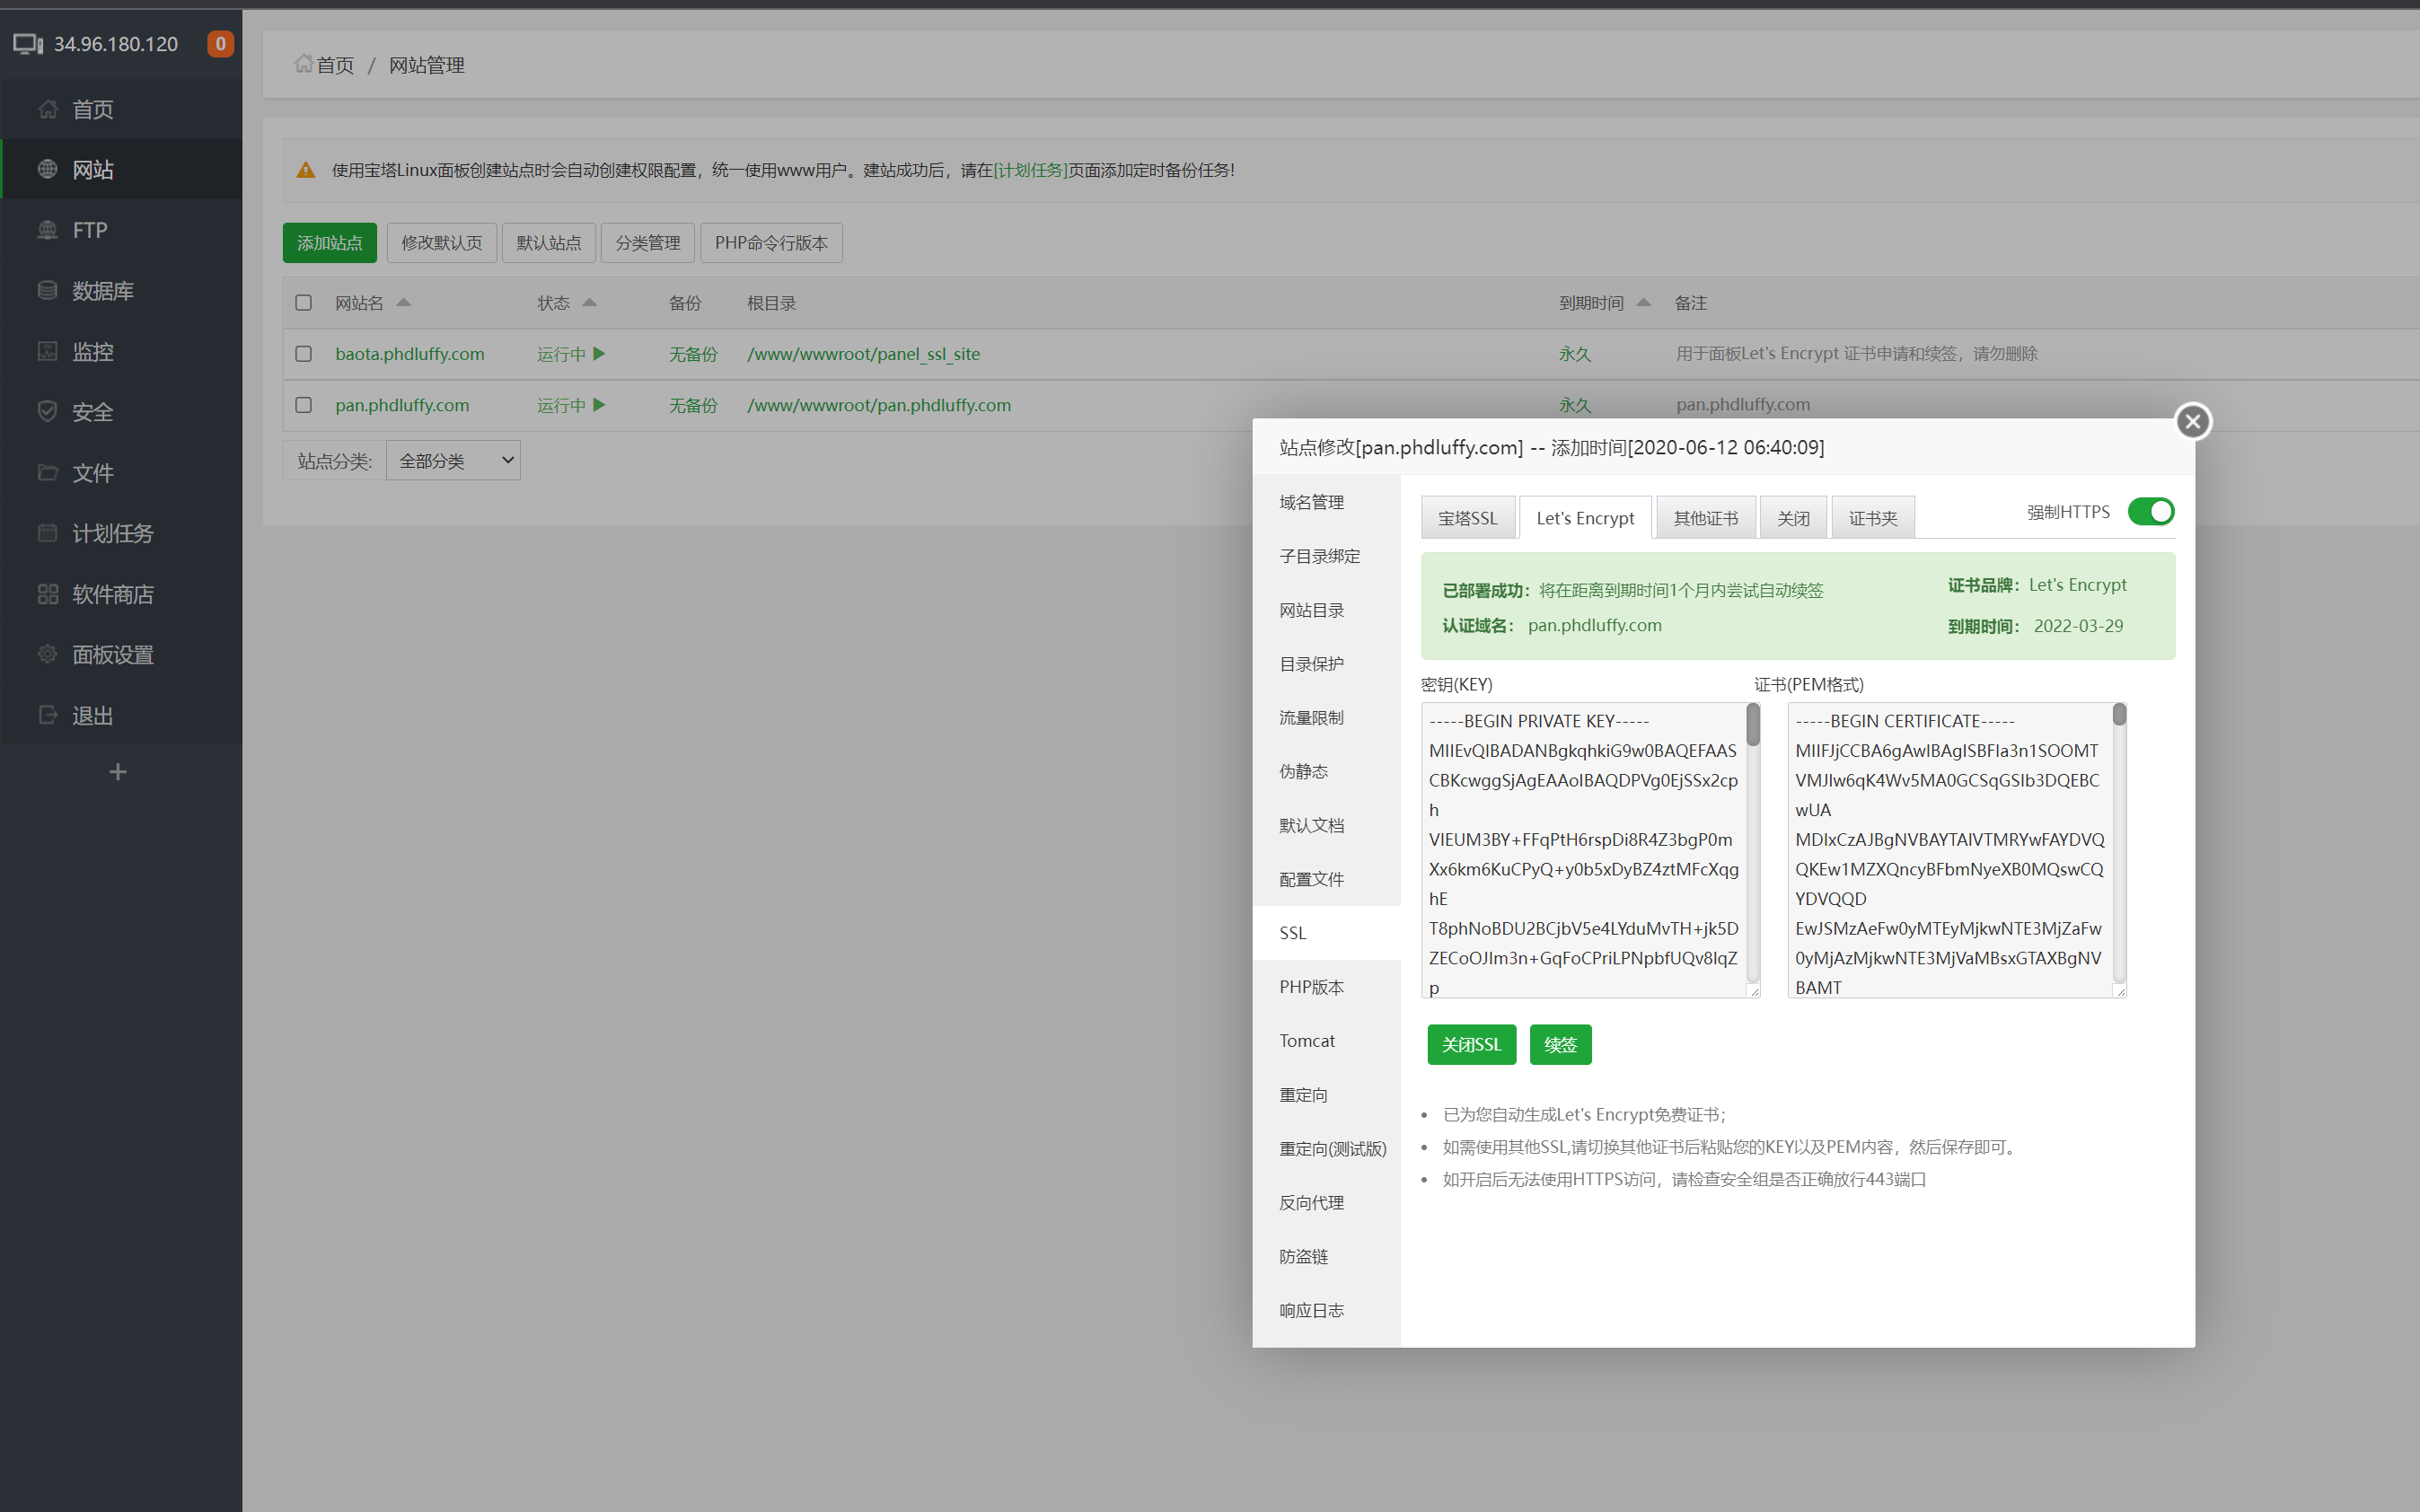 34.96.180.120 0
首页
网站
FTP
数据库
监控
安全
文件
计划任务
软件商店
面板设置
退出
首页 / 网站管理
使用宝塔Linux面板创建站点时会自动创建权限配置，统一使用www用户。建站成功后，请在[计划任务]页面添加定时备份任务!
添加站点 修改默认页 默认站点 分类管理 PHP命令行版本
网站名 状态 备份 根目录 到期时间 备注
baota.phdluffy.com 运行中 无备份 /www/wwwroot/panel_ssl_site 永久 用于面板Let's Encrypt 证书申请和续签，请勿删除
pan.phdluffy.com 运行中 无备份 /www/wwwroot/pan.phdluffy.com 永久 pan.phdluffy.com
站点分类: 全部分类
站点修改[pan.phdluffy.com] -- 添加时间[2020-06-12 06:40:09]
域名管理
子目录绑定
网站目录
目录保护
流量限制
伪静态
默认文档
配置文件
SSL
PHP版本
Tomcat
重定向
重定向(测试版)
反向代理
防盗链
响应日志
宝塔SSL Let's Encrypt 其他证书 关闭 证书夹 强制HTTPS
已部署成功：将在距离到期时间1个月内尝试自动续签 证书品牌：Let's Encrypt
认证域名： pan.phdluffy.com 到期时间： 2022-03-29
密钥(KEY) 证书(PEM格式)
-----BEGIN PRIVATE KEY-----
MIIEvQIBADANBgkqhkiG9w0BAQEFAAS
CBKcwggSjAgEAAoIBAQDPVg0EjSSx2cp
h
VIEUM3BY+FFqPtH6rspDi8R4Z3bgP0m
Xx6km6KuCPyQ+y0b5xDyBZ4ztMFcXqg
hE
T8phNoBDU2BCjbV5e4LYduMvTH+jk5D
ZECoOJIm3n+GqFoCPriLPNpbfUQv8IqZ
p
-----BEGIN CERTIFICATE-----
MIIFJjCCBA6gAwIBAgISBFIa3n1SOOMT
VMJIw6qK4Wv5MA0GCSqGSIb3DQEBC
wUA
MDIxCzAJBgNVBAYTAlVTMRYwFAYDVQ
QKEw1MZXQncyBFbmNyeXB0MQswCQ
YDVQQD
EwJSMzAeFw0yMTEyMjkwNTE3MjZaFw
0yMjAzMjkwNTE3MjVaMBsxGTAXBgNV
BAMT
关闭SSL 续签
已为您自动生成Let's Encrypt免费证书；
如需使用其他SSL,请切换其他证书后粘贴您的KEY以及PEM内容，然后保存即可。
如开启后无法使用HTTPS访问，请检查安全组是否正确放行443端口